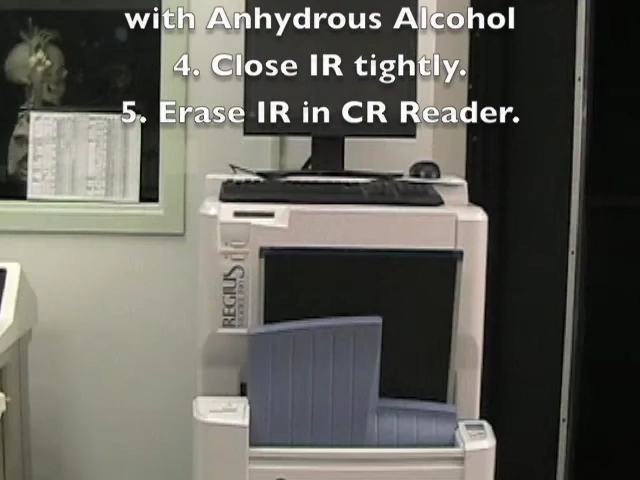 with Anhydrous Alcohol
4. Close IR tightly.
5. Erase IR in CR Reader.
REGIUS